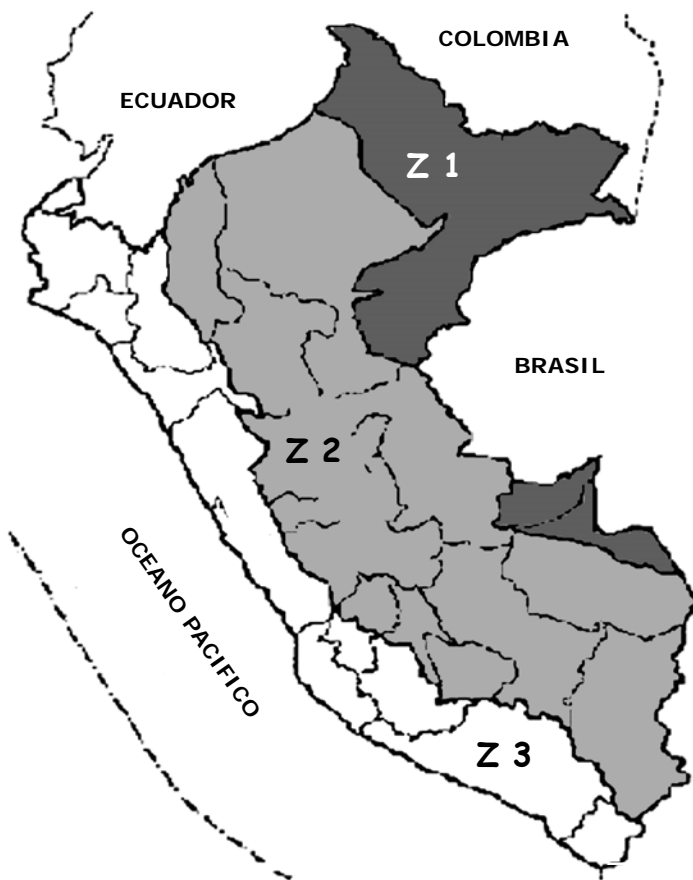 COLOMBIA
ECUADOR
Z 1
BRASIL
Z 2
OCEANO PACIFICO
Z 3